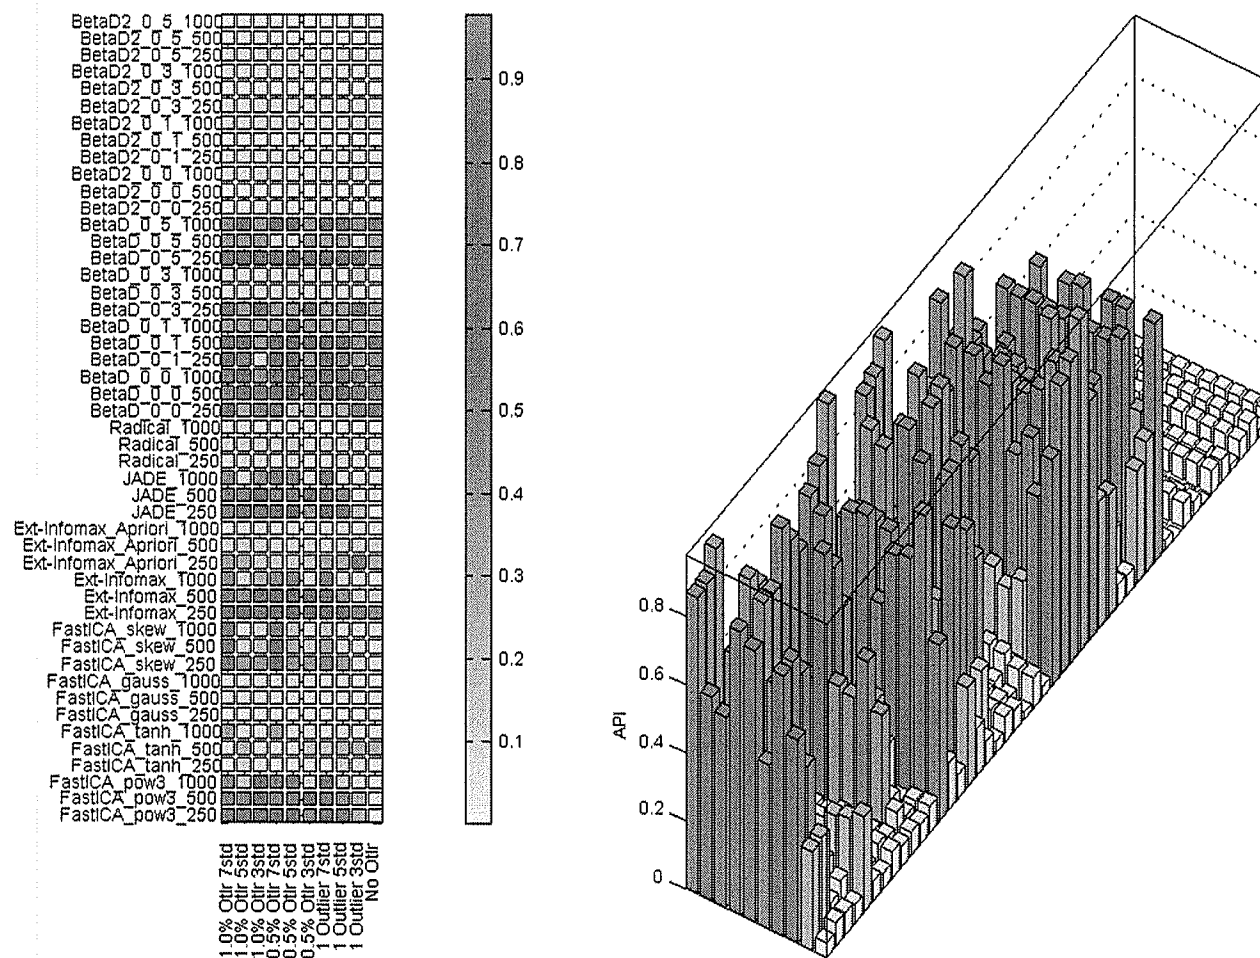 BetaD2_0_5_1000
BetaD2_0_5_500
BetaD2_0_5_250
BetaD2_0_3_1000
BetaD2_0_3_500
BetaD2_0_3_250
BetaD2_0_1_1000
BetaD2_0_1_500
BetaD2_0_1_250
BetaD2_0_0_1000
BetaD2_0_0_500
BetaD2_0_0_250
BetaD_0_5_1000
BetaD_0_5_500
BetaD_0_5_250
BetaD_0_3_1000
BetaD_0_3_500
BetaD_0_3_250
BetaD_0_1_1000
BetaD_0_1_500
BetaD_0_1_250
BetaD_0_0_1000
BetaD_0_0_500
BetaD_0_0_250
Radical_1000
Radical_500
Radical_250
JADE_1000
JADE_500
JADE_250
Ext-Infomax_Apriori_1000
Ext-Infomax_Apriori_500
Ext-Infomax_Apriori_250
Ext-Infomax_1000
Ext-Infomax_500
Ext-Infomax_250
FastICA_skew_1000
FastICA_skew_500
FastICA_skew_250
FastICA_gauss_1000
FastICA_gauss_500
FastICA_gauss_250
FastICA_tanh_1000
FastICA_tanh_500
FastICA_tanh_250
FastICA_pow3_1000
FastICA_pow3_500
FastICA_pow3_250
1.0% Otlr 7std
1.0% Otlr 5std
1.0% Otlr 3std
0.5% Otlr 7std
0.5% Otlr 5std
0.5% Otlr 3std
1 Outlier 7std
1 Outlier 5std
1 Outlier 3std
No Otlr
0.9
0.8
0.7
0.6
0.5
0.4
0.3
0.2
0.1
API
0.8
0.6
0.4
0.2
0